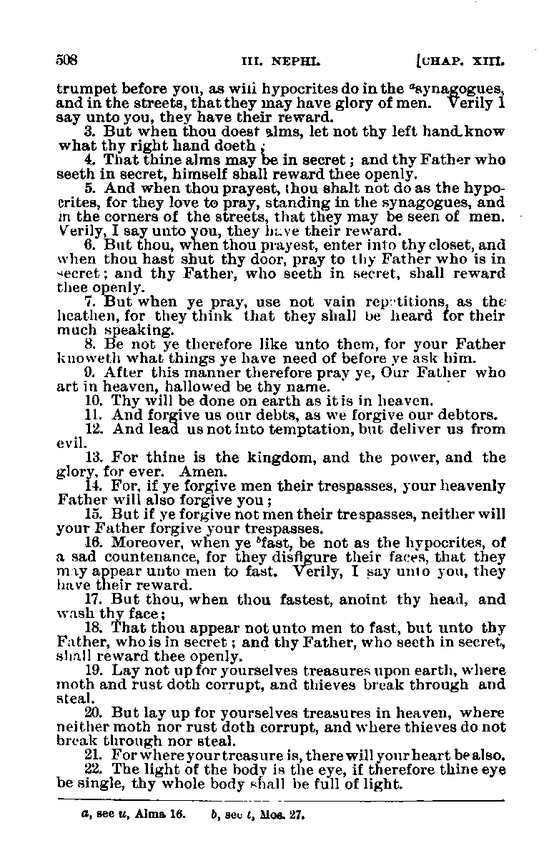 508 III. NEPHI. [CHAP. XIII.
trumpet before you, as will hypocrites do in the ᵃsynagogues,
and in the streets, that they may have glory of men. Verily I
say unto you, they have their reward.
3. But when thou doest alms, let not thy left hand know
what thy right hand doeth ;
4. That thine alms may be in secret ; and thy Father who
seeth in secret, himself shall reward thee openly.
5. And when thou prayest, thou shalt not do as the hypo-
crites, for they love to pray, standing in the synagogues, and
in the corners of the streets, that they may be seen of men.
Verily, I say unto you, they have their reward.
6. But thou, when thou prayest, enter into thy closet, and
when thou hast shut thy door, pray to thy Father who is in
secret ; and thy Father, who seeth in secret, shall reward
thee openly.
7. But when ye pray, use not vain repetitions, as the
heathen, for they think that they shall be heard for their
much speaking.
8. Be not ye therefore like unto them, for your Father
knoweth what things ye have need of before ye ask him.
9. After this manner therefore pray ye, Our Father who
art in heaven, hallowed be thy name.
10. Thy will be done on earth as it is in heaven.
11. And forgive us our debts, as we forgive our debtors.
12. And lead us not into temptation, but deliver us from
evil.
13. For thine is the kingdom, and the power, and the
glory, for ever. Amen.
14. For, if ye forgive men their trespasses, your heavenly
Father will also forgive you ;
15. But if ye forgive not men their trespasses, neither will
your Father forgive your trespasses.
16. Moreover, when ye ᵇfast, be not as the hypocrites, of
a sad countenance, for they disfigure their faces, that they
may appear unto men to fast. Verily, I say unto you, they
have their reward.
17. But thou, when thou fastest, anoint thy head, and
wash thy face ;
18. That thou appear not unto men to fast, but unto thy
Father, who is in secret ; and thy Father, who seeth in secret,
shall reward thee openly.
19. Lay not up for yourselves treasures upon earth, where
moth and rust doth corrupt, and thieves break through and
steal.
20. But lay up for yourselves treasures in heaven, where
neither moth nor rust doth corrupt, and where thieves do not
break through nor steal.
21. For where your treasure is, there will your heart be also.
22. The light of the body is the eye, if therefore thine eye
be single, thy whole body shall be full of light.
a, see u, Alma 16. b, see t, Mos. 27.